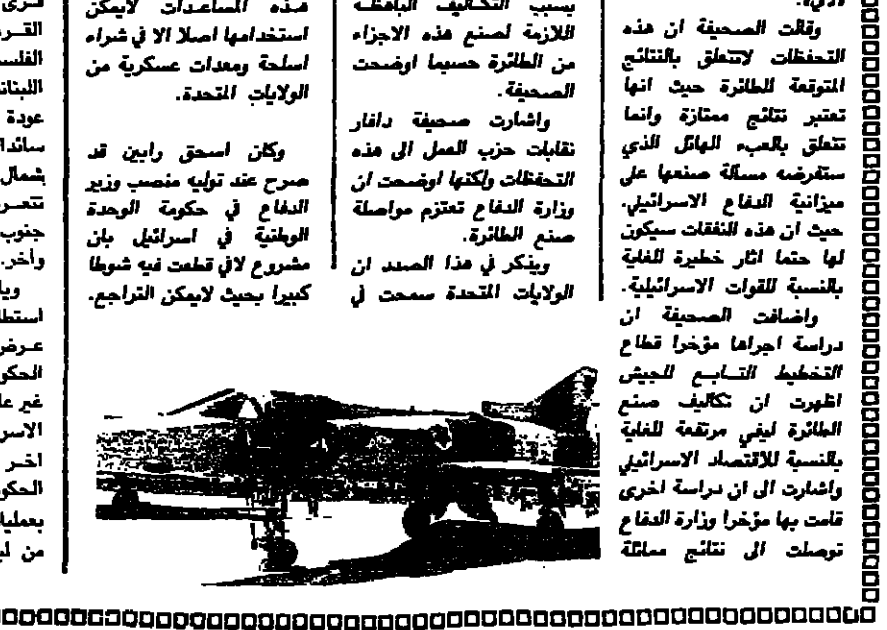 وقالت الصحيفة ان هذه
التحفظات لاتتعلق بالنتائج
المتوقعة للطائرة حيث انها
تعتبر نتائج ممتازة وانما
تتعلق بالعبء الهائل الذي
ستفرضه مسألة صنعها على
ميزانية الدفاع الاسرائيلي.
حيث ان هذه النفقات سيكون
لها حتما اثار خطيرة للغاية
بالنسبة للقوات الاسرائيلية.
واضافت الصحيفة ان
دراسة اجراها مؤخرا قطاع
التخطيط التابع للجيش
اظهرت ان تكاليف صنع
الطائرة ليفي مرتفعة للغاية
بالنسبة للاقتصاد الاسرائيلي
واشارت الى ان دراسة اخرى
قامت بها مؤخرا وزارة الدفاع
توصلت الى نتائج مماثلة
بسبب التكاليف الباهظة
اللازمة لصنع هذه الاجزاء
من الطائرة حسبما اوضحت
الصحيفة.
واشارت صحيفة دافار
نقابات حزب العمل الى هذه
التحفظات ولكنها اوضحت ان
وزارة الدفاع تعتزم مواصلة
صنع الطائرة.
ويذكر في هذا الصدد ان
الولايات المتحدة سمحت في
هذه المساعدات لايمكن
استخدامها اصلا الا في شراء
اسلحة ومعدات عسكرية من
الولايات المتحدة.
وكان اسحق رابين قد
صرح عند توليه منصب وزير
الدفاع في حكومة الوحدة
الوطنية في اسرائيل بان
مشروع لافي قطعت فيه شوطا
كبيرا بحيث لايمكن التراجع.
عودة
شمال
جنوب
وأخر.
غير
من